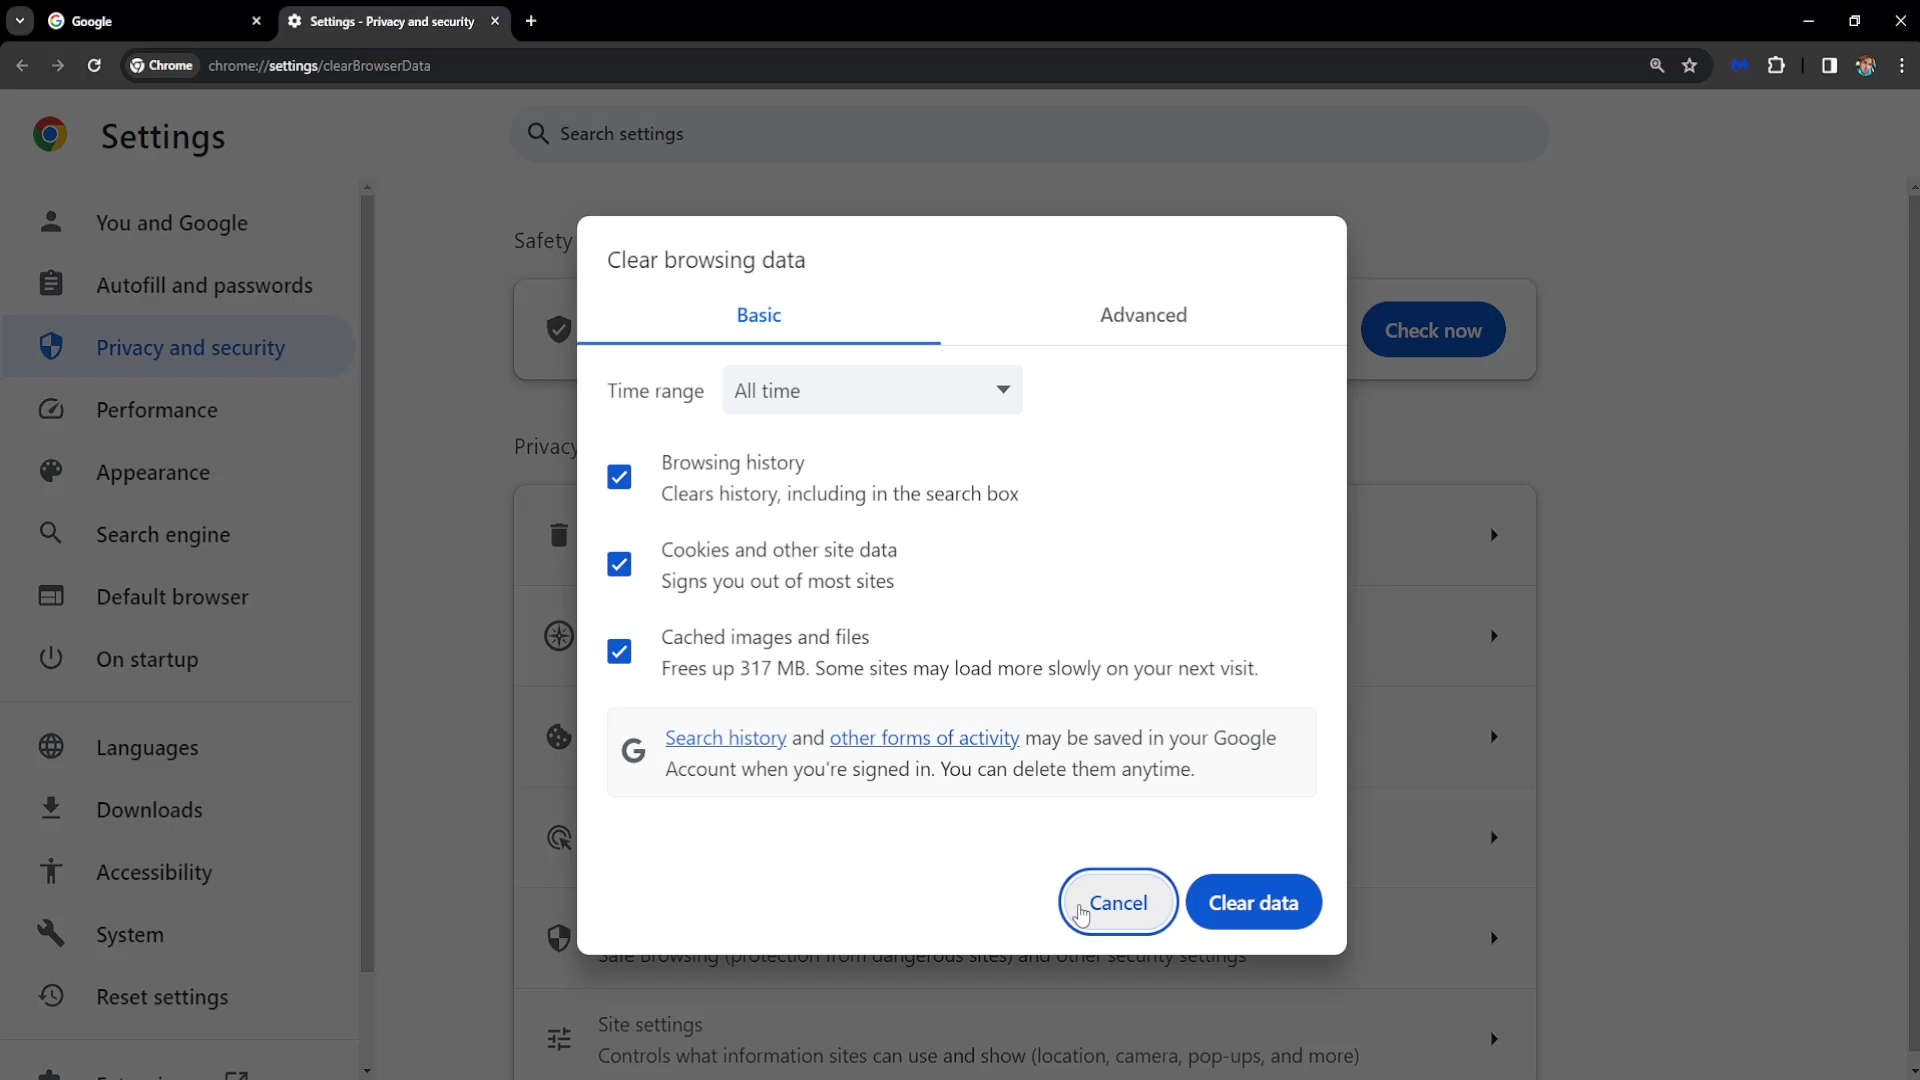 Google
Settings - Privacy and security
Chrome
chrome://settings/clearBrowserData
Settings
Search settings
You and Google
Autofill and passwords
Privacy and security
Performance
Appearance
Search engine
Default browser
On startup
Languages
Downloads
Accessibility
System
Reset settings
Safety
Check now
Privacy
Clear browsing data
Basic
Advanced
Time range
All time
Browsing history
Clears history, including in the search box
Cookies and other site data
Signs you out of most sites
Cached images and files
Frees up 317 MB. Some sites may load more slowly on your next visit.
G
Search history and other forms of activity may be saved in your Google
Account when you're signed in. You can delete them anytime.
Cancel
Clear data
Safe Browsing (protection from dangerous sites) and other security settings
Site settings
Controls what information sites can use and show (location, camera, pop-ups, and more)